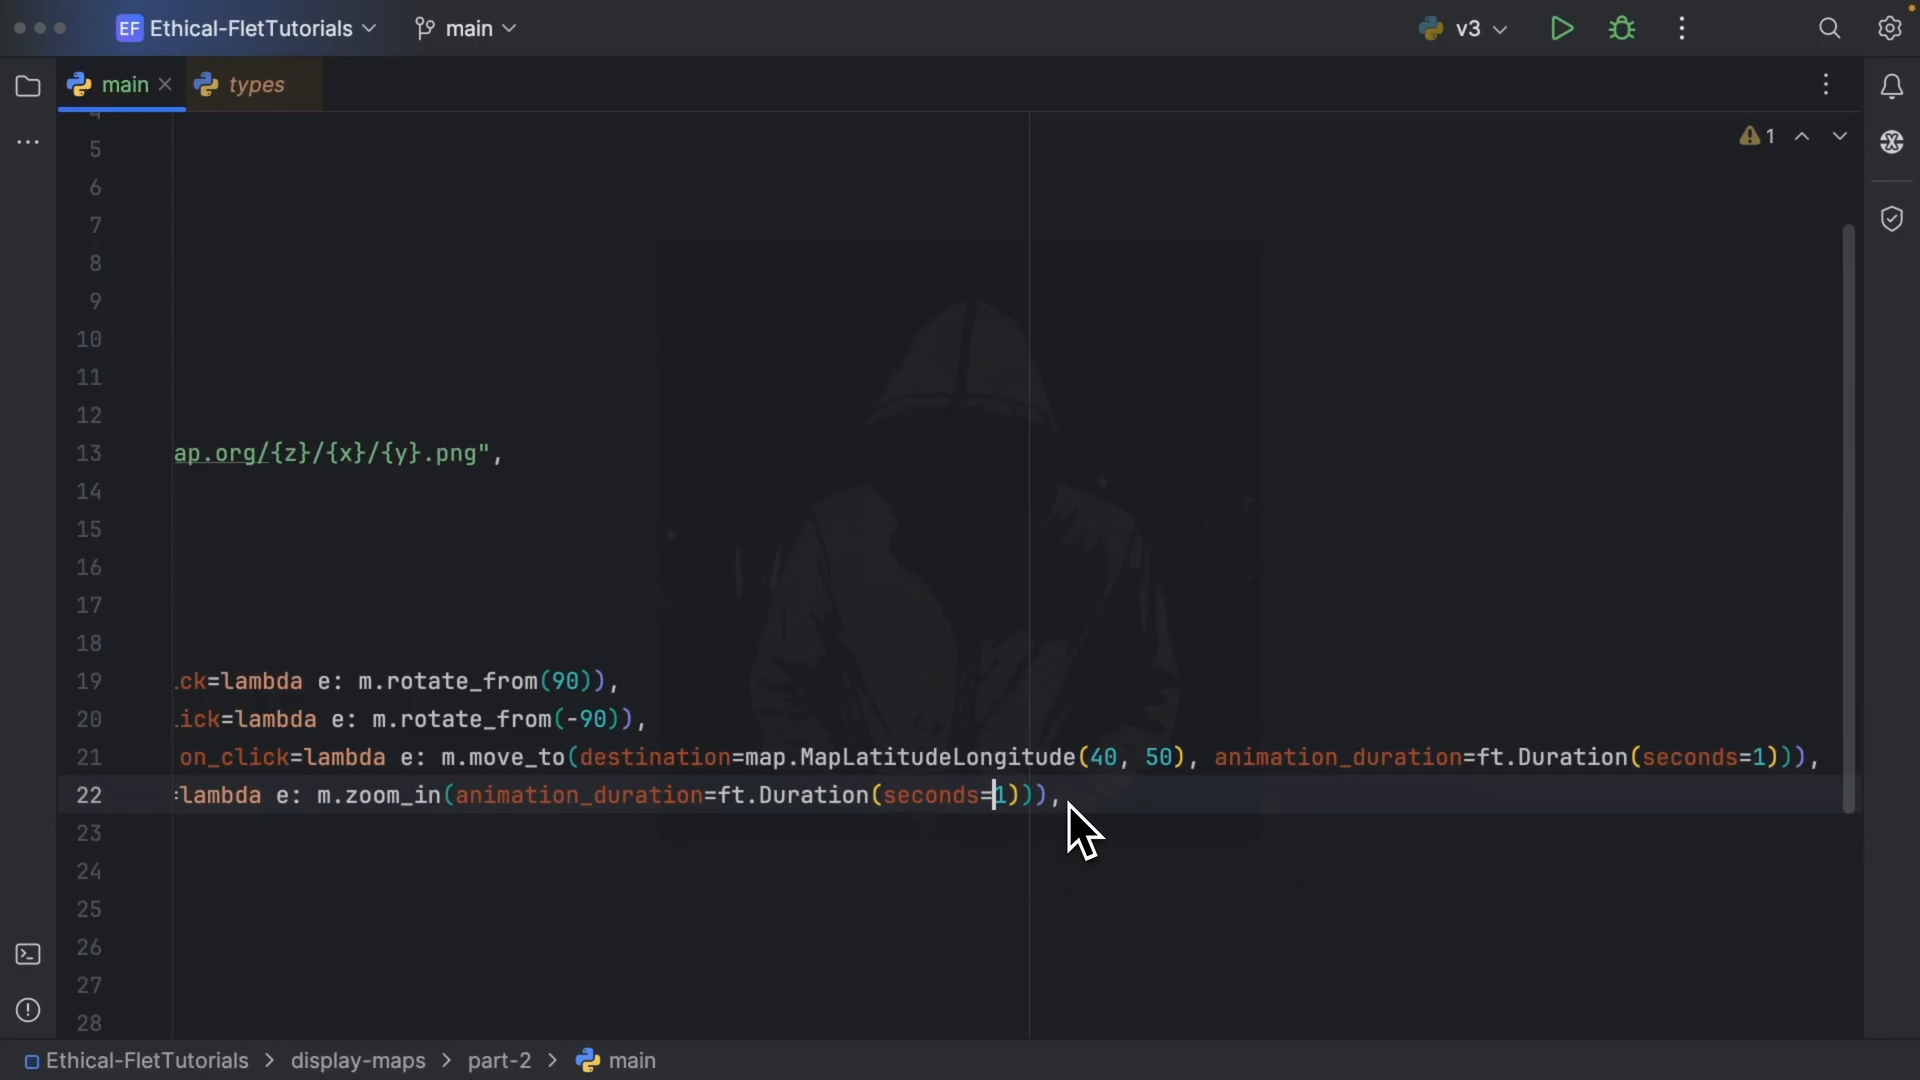 EF Ethical-FletTutorials main v3
main types
1
4
5
6
7
8
9
10
11
12
13 ap.org/{z}/{x}/{y}.png",
14
15
16
17
18
19 ck=lambda e: m.rotate_from(90)),
20 ick=lambda e: m.rotate_from(-90)),
21 on_click=lambda e: m.move_to(destination=map.MapLatitudeLongitude(40, 50), animation_duration=ft.Duration(seconds=1))),
22 =lambda e: m.zoom_in(animation_duration=ft.Duration(seconds=1))),
23
24
25
26
27
28
Ethical-FletTutorials > display-maps > part-2 > main